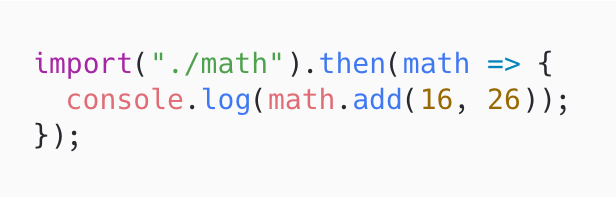 import("./math").then(math => {
  console.log(math.add(16, 26));
});